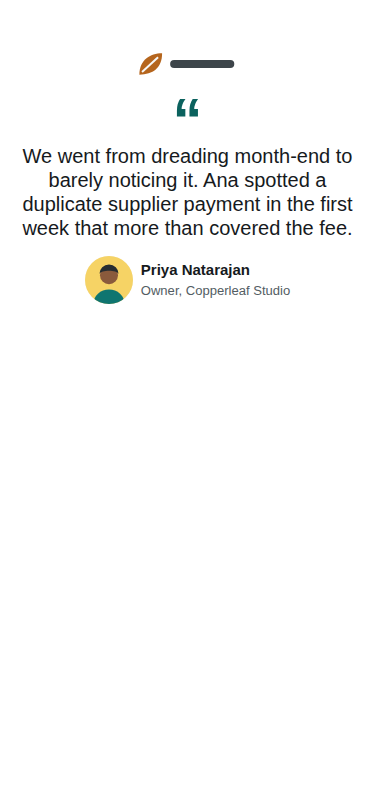 “
We went from dreading month-end to
barely noticing it. Ana spotted a
duplicate supplier payment in the first
week that more than covered the fee.
Priya Natarajan
Owner, Copperleaf Studio